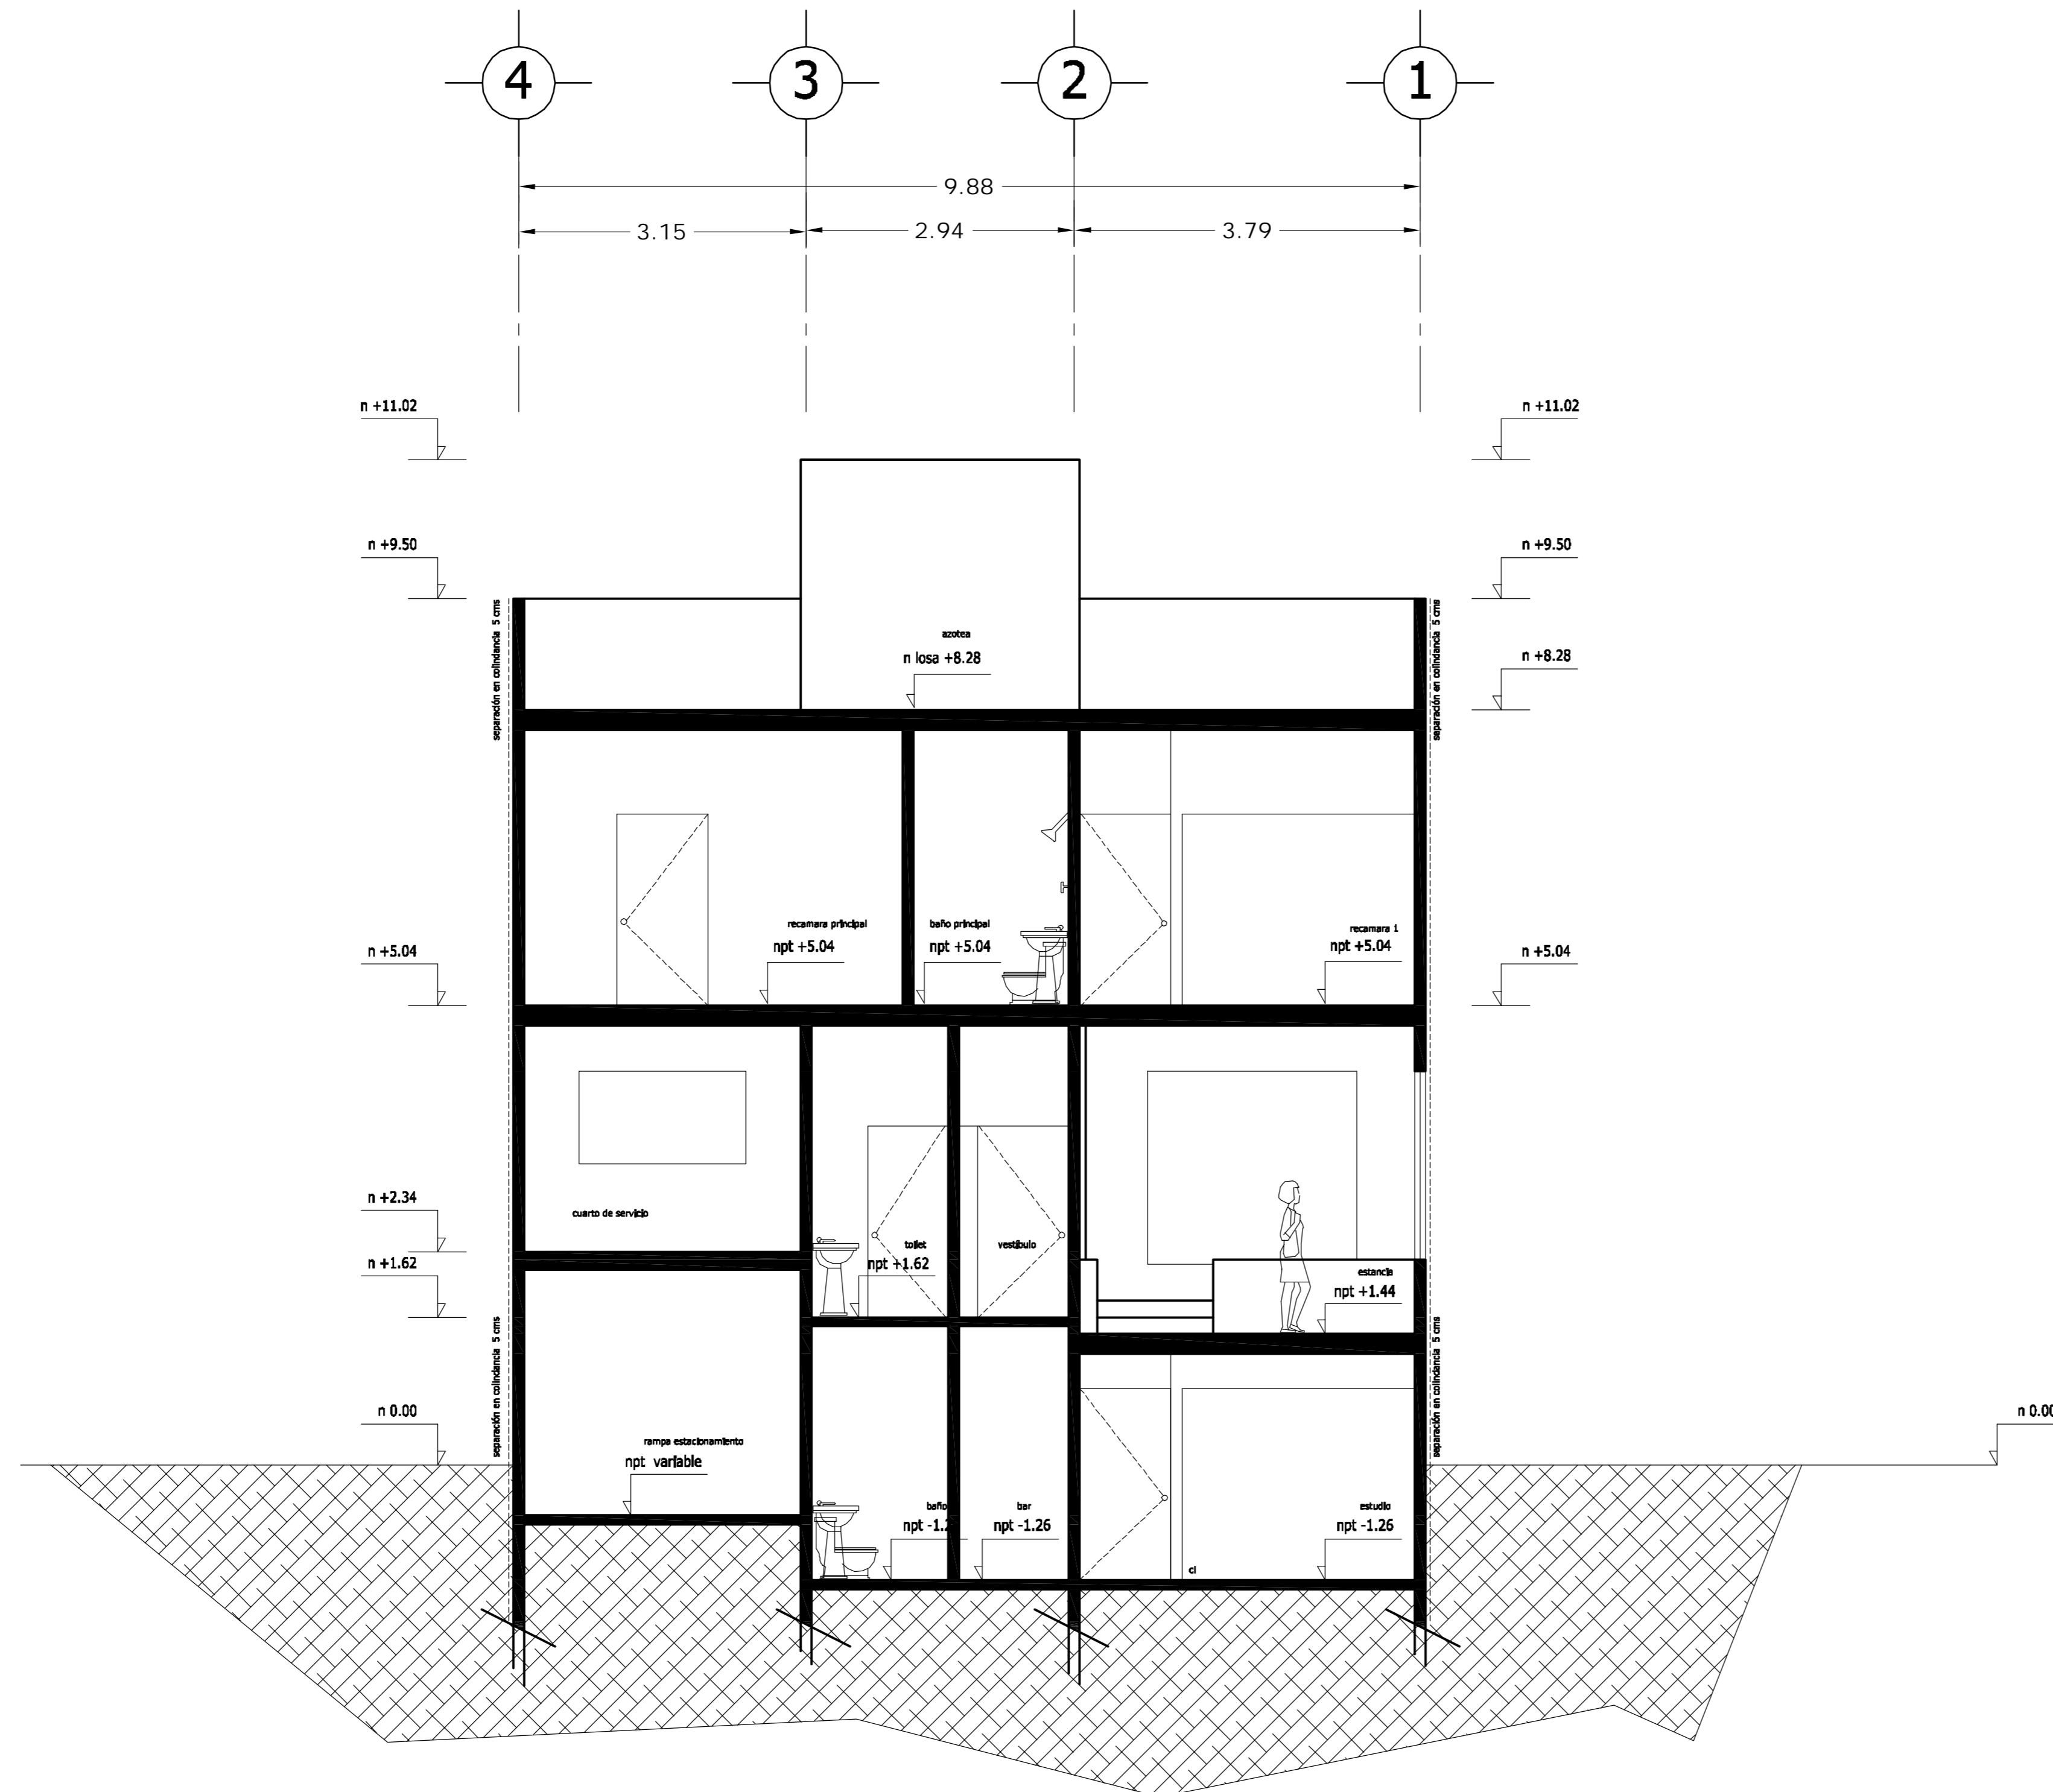 4 3 2 1
9.88
3.15 2.94 3.79
n +11.02 n +11.02
n +9.50 n +9.50
separación en colindancia 5 cms
separación en colindancia 5 cms
azotea
n losa +8.28
n +8.28
recamara principal
npt +5.04
baño principal
npt +5.04
recamara 1
npt +5.04
n +5.04 n +5.04
n +2.34
cuarto de servicio
toilet
npt +1.62
vestibulo
n +1.62
estancia
npt +1.44
separación en colindancia 5 cms
separación en colindancia 5 cms
n 0.00 n 0.00
rampa estacionamiento
npt variable
baño
npt -1.2
bar
npt -1.26
estudio
npt -1.26
cl